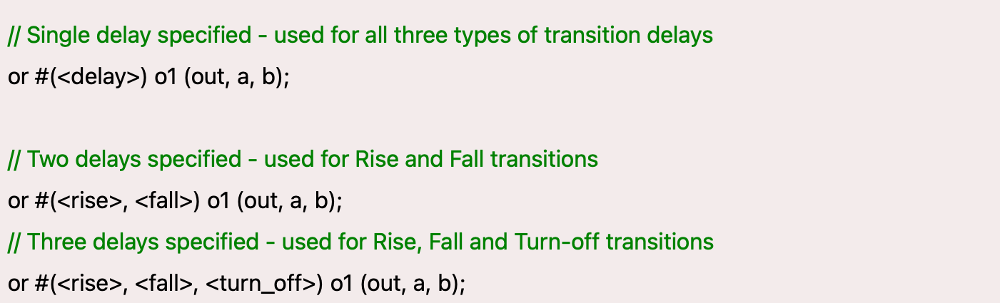 // Single delay specified - used for all three types of transition delays
or #(<delay>) o1 (out, a, b);
// Two delays specified - used for Rise and Fall transitions
or #(<rise>, <fall>) o1 (out, a, b);
// Three delays specified - used for Rise, Fall and Turn-off transitions
or #(<rise>, <fall>, <turn_off>) o1 (out, a, b);